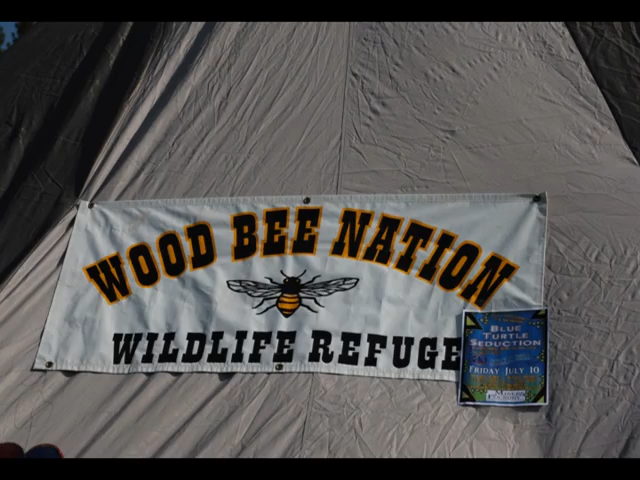 WOOD BEE NATION
WILDLIFE REFUGE
BLUE
TURTLE
SEDUCTION
FRIDAY JULY 10